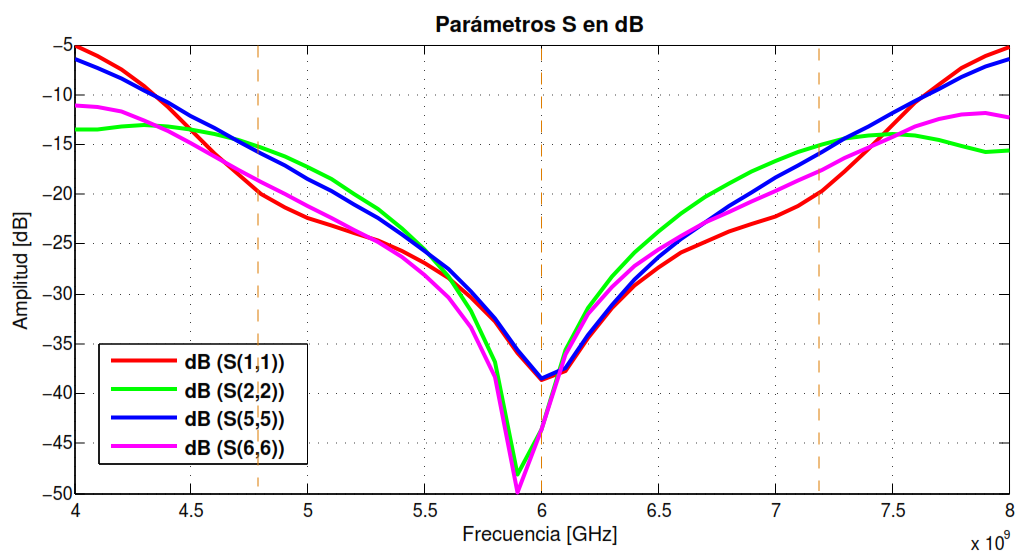 Parámetros S en dB
Amplitud [dB]
−5
−10
−15
−20
−25
−30
−35
−40
−45
−50
dB (S(1,1))
dB (S(2,2))
dB (S(5,5))
dB (S(6,6))
4 4.5 5 5.5 6 6.5 7 7.5 8
Frecuencia [GHz]
x 10⁹